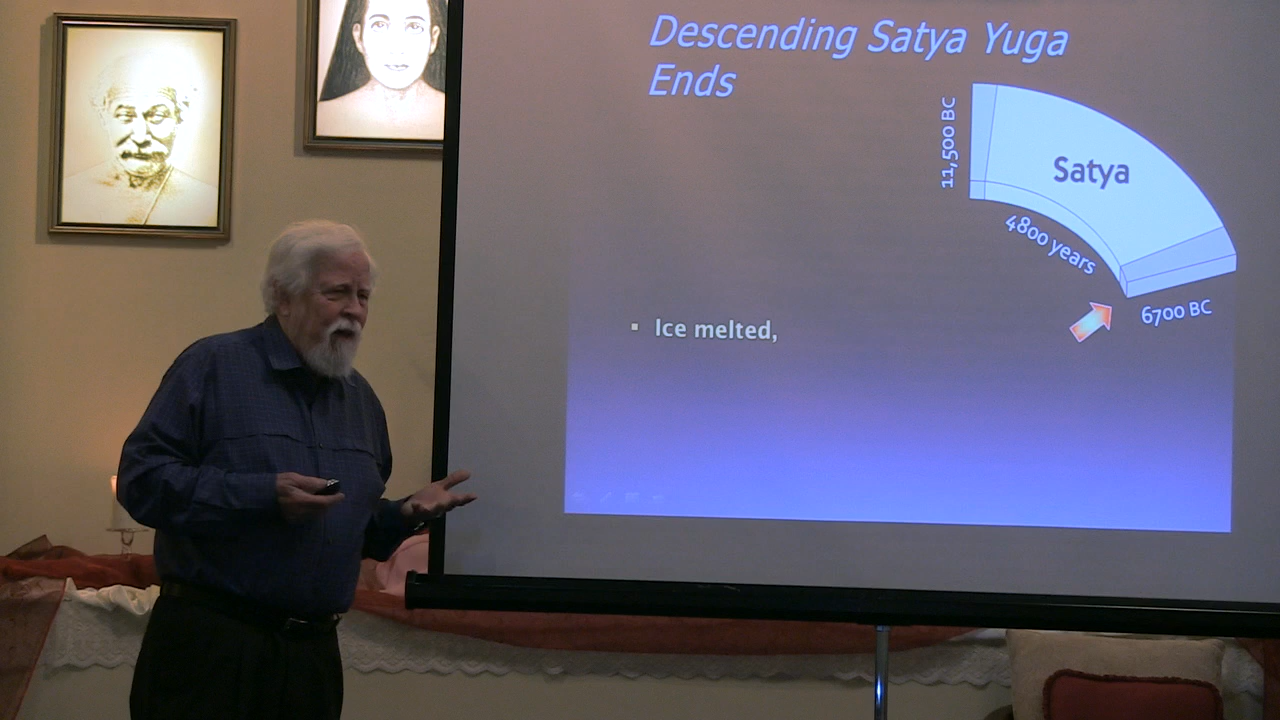 Descending Satya Yuga
Ends
11,500 BC
Satya
4800 years
6700 BC
▪ Ice melted,